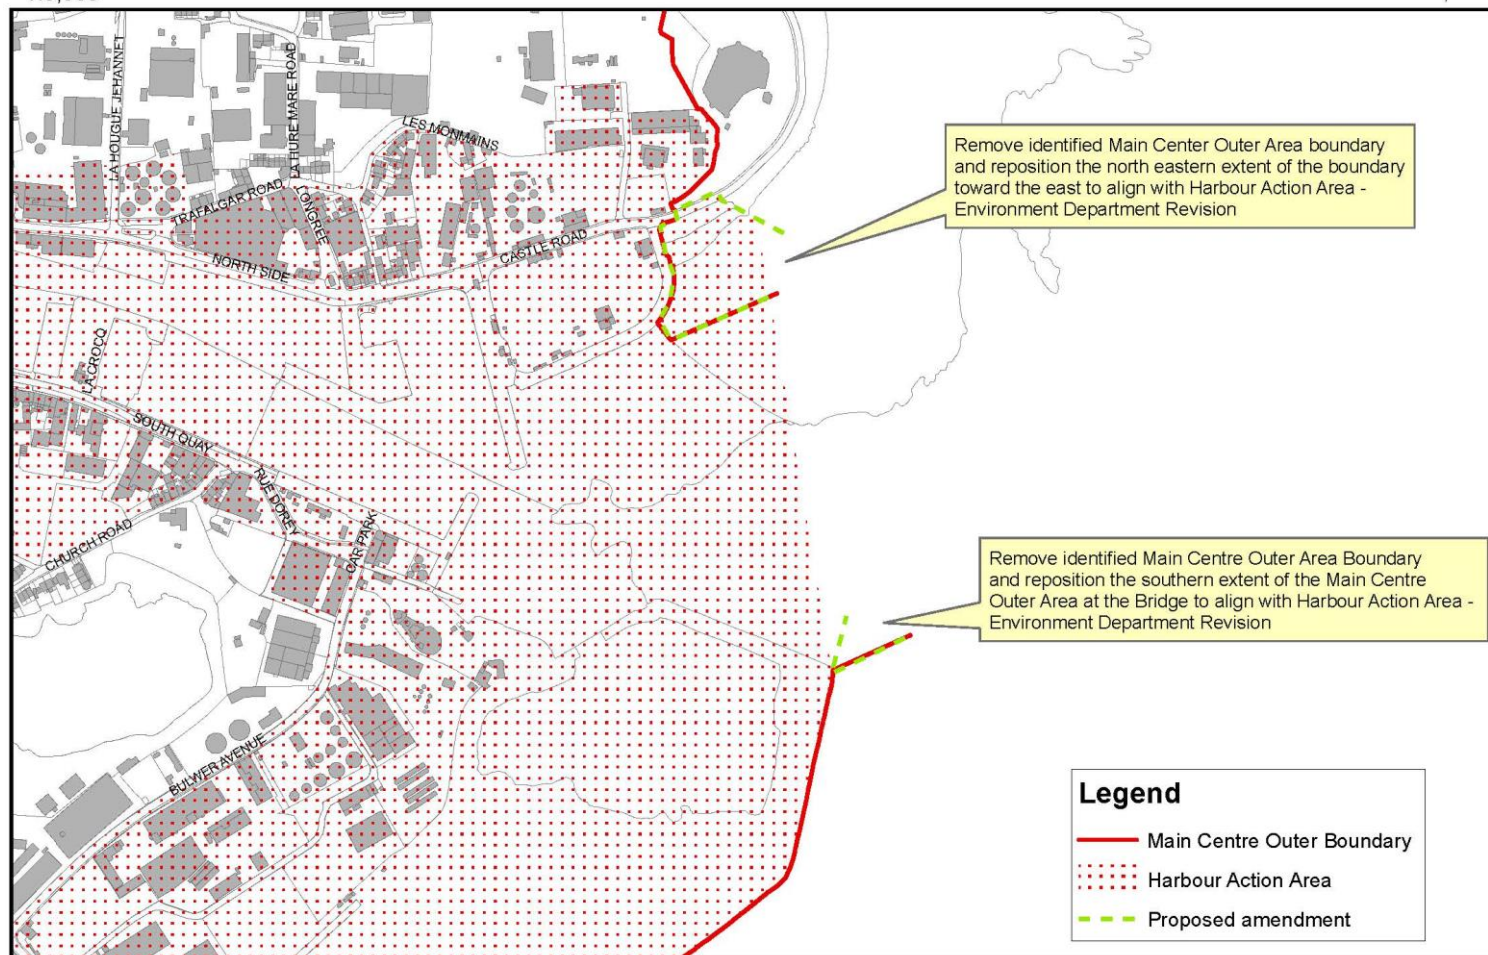 LA HOUGUE JEHANNET
LA HURE MARE ROAD
LES MONMAINS
TRAFALGAR ROAD
LONGREE
NORTH SIDE
CASTLE ROAD
Remove identified Main Center Outer Area boundary
and reposition the north eastern extent of the boundary
toward the east to align with Harbour Action Area -
Environment Department Revision
LA CROCQ
SOUTH QUAY
RUE DOREY
CAR PARK
CHURCH ROAD
Remove identified Main Centre Outer Area Boundary
and reposition the southern extent of the Main Centre
Outer Area at the Bridge to align with Harbour Action Area -
Environment Department Revision
BULWER AVENUE
Legend
Main Centre Outer Boundary
Harbour Action Area
Proposed amendment